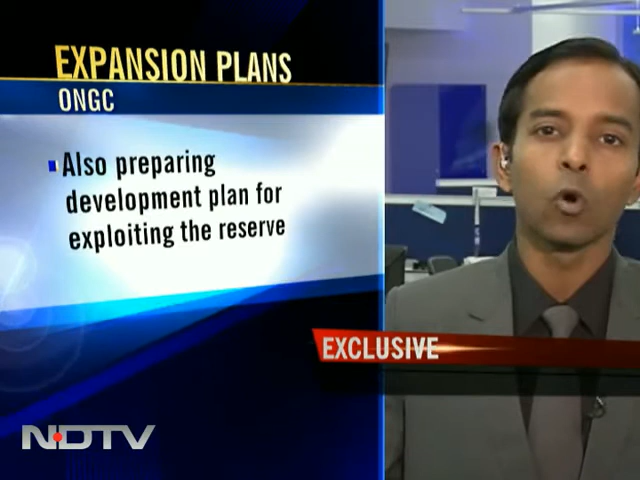 EXPANSION PLANS
ONGC
Also preparing
development plan for
exploiting the reserve
EXCLUSIVE
NDTV